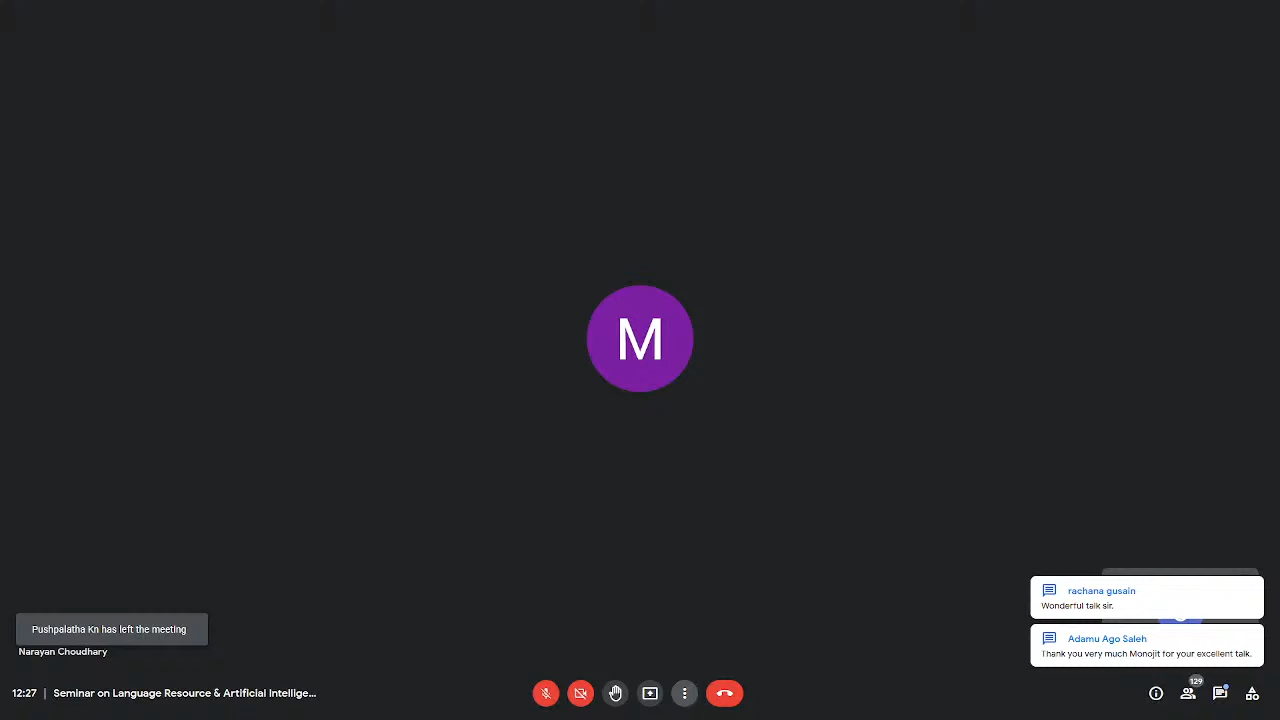 M
rachana gusain
Wonderful talk sir.
Pushpalatha Kn has left the meeting
Adamu Ago Saleh
Narayan Choudhary
Thank you very much Monojit for your excellent talk.
129
12:27 | Seminar on Language Resource & Artificial Intellige...